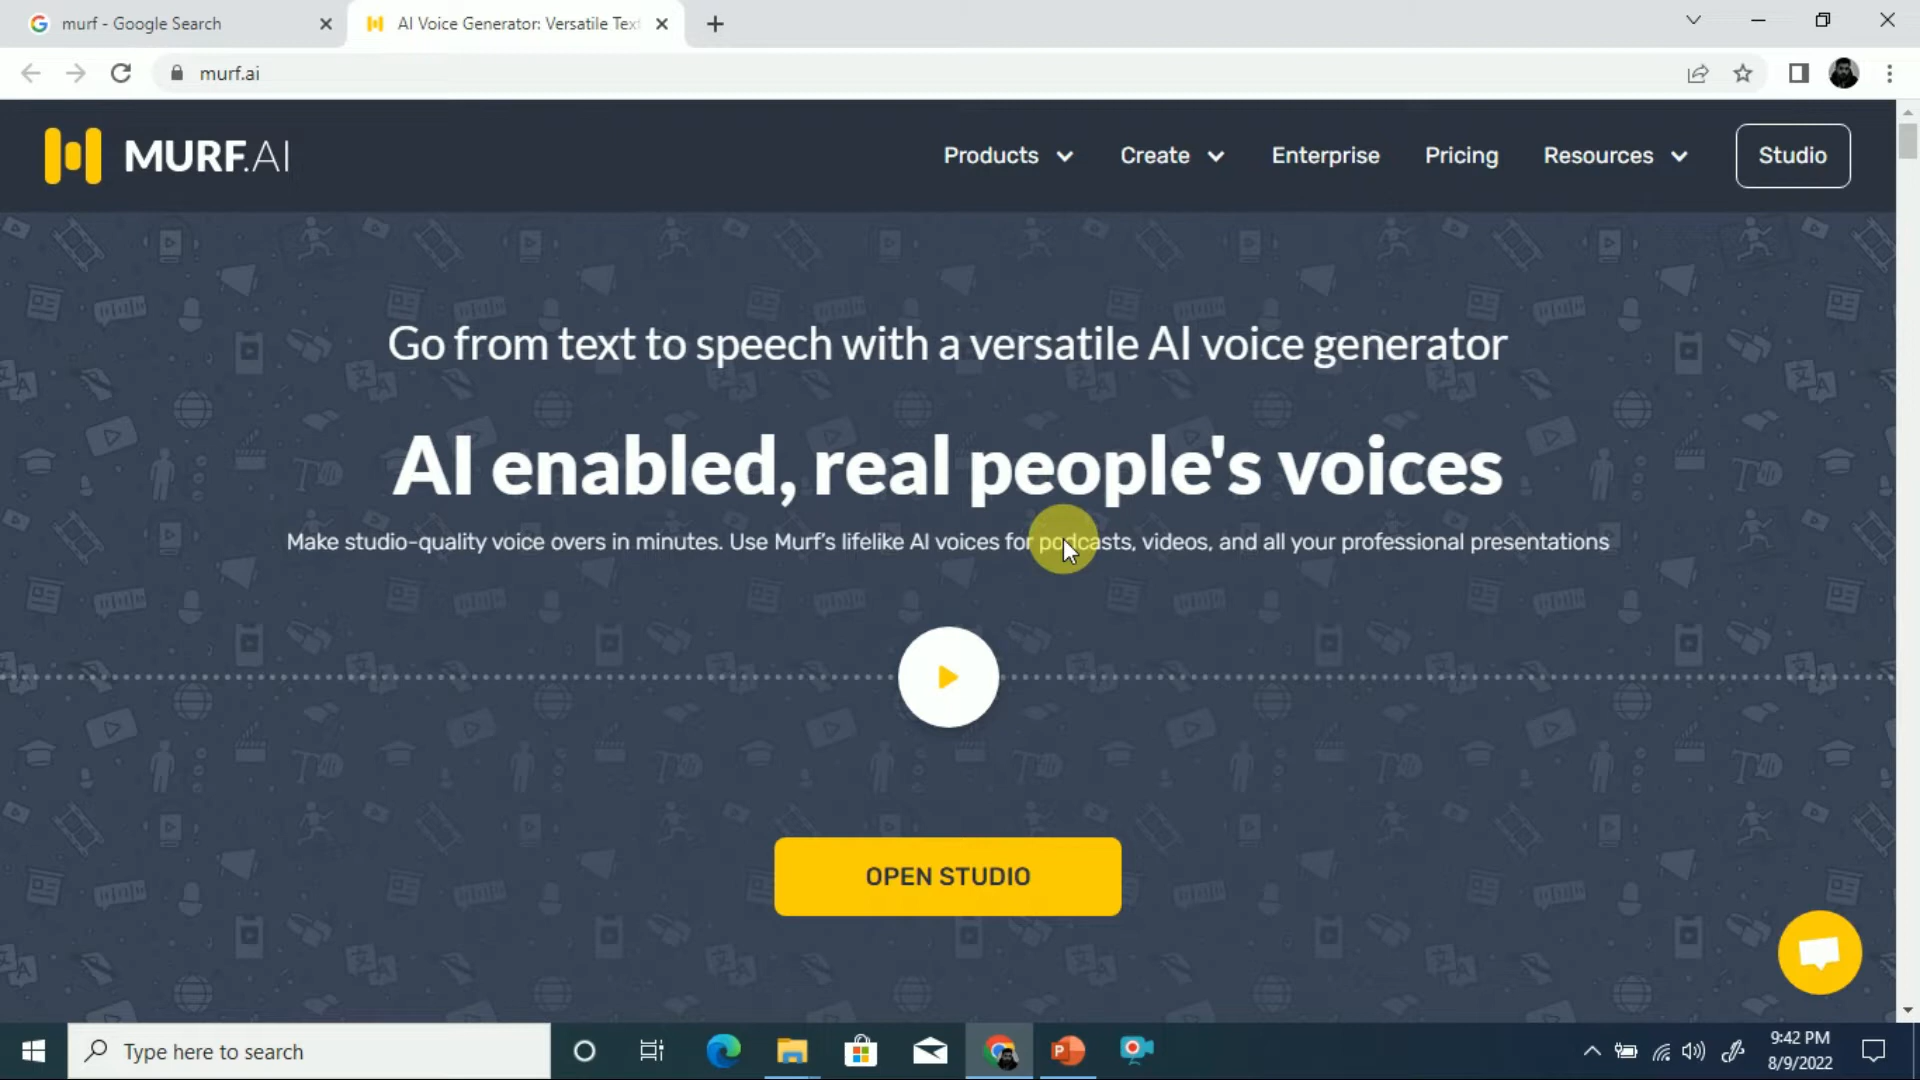 murf - Google Search
AI Voice Generator: Versatile Tex
murf.ai
MURF.AI
Products
Create
Enterprise
Pricing
Resources
Studio
Go from text to speech with a versatile AI voice generator
AI enabled, real people's voices
Make studio-quality voice overs in minutes. Use Murf's lifelike AI voices for podcasts, videos, and all your professional presentations
OPEN STUDIO
Type here to search
9:42 PM
8/9/2022